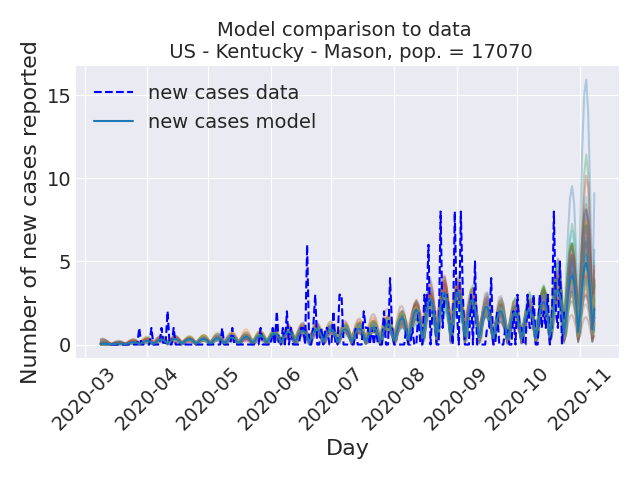 Model comparison to data
US - Kentucky - Mason, pop. = 17070
Number of new cases reported
15
10
5
0
new cases data
new cases model
2020-03
2020-04
2020-05
2020-06
2020-07
2020-08
2020-09
2020-10
2020-11
Day